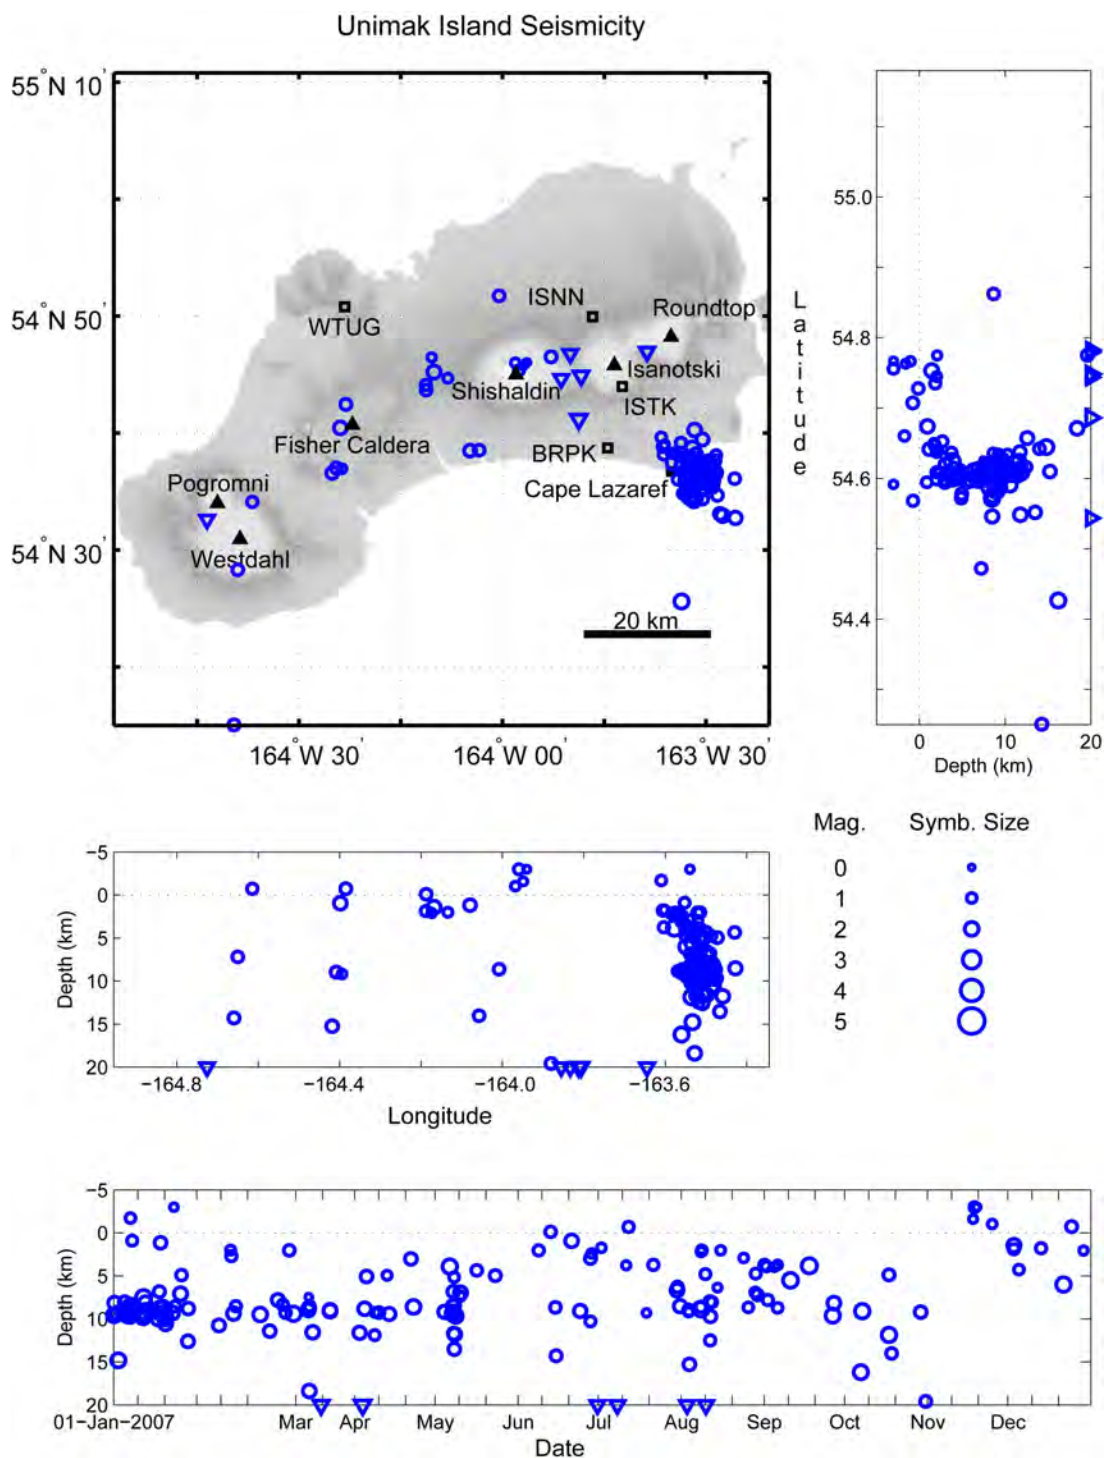 Unimak Island Seismicity
55°N 10'
54°N 50'
54°N 30'
164°W 30'
164°W 00'
163°W 30'
WTUG
ISNN
Roundtop
Isanotski
Shishaldin
ISTK
Fisher Caldera
BRPK
Cape Lazaref
Pogromni
Westdahl
20 km
Latitude
55.0
54.8
54.6
54.4
0 10 20
Depth (km)
Mag. Symb. Size
0
1
2
3
4
5
−5
0
5
10
15
20
Depth (km)
−164.8 −164.4 −164.0 −163.6
Longitude
−5
0
5
10
15
20
Depth (km)
01−Jan−2007 Mar Apr May Jun Jul Aug Sep Oct Nov Dec
Date